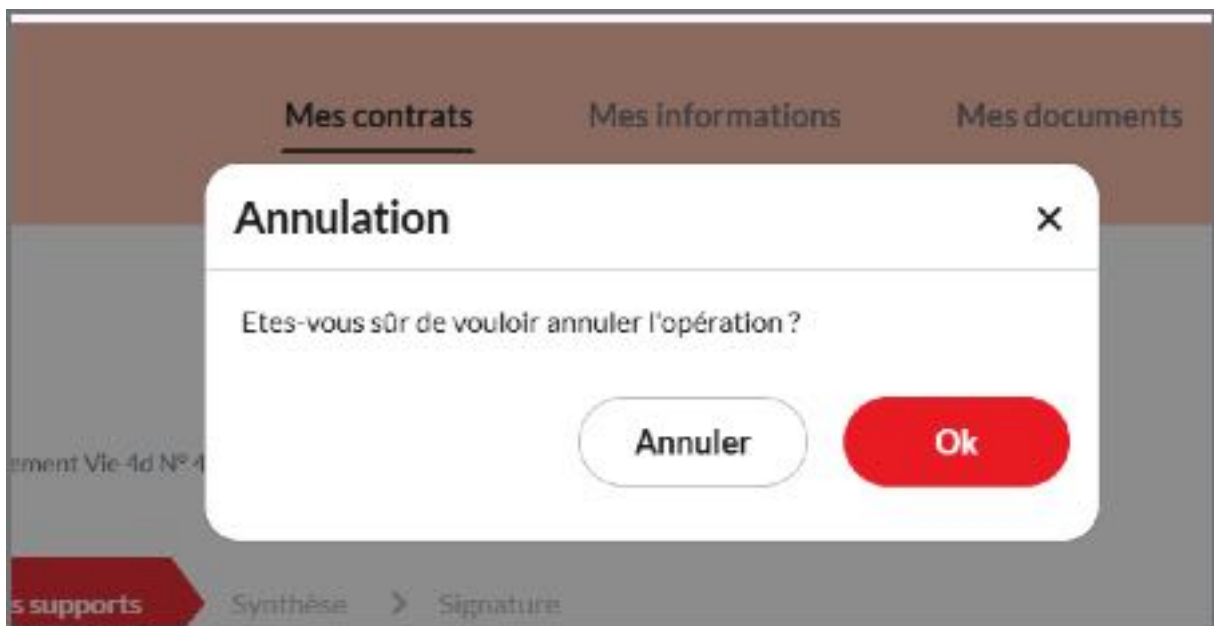 Mes contrats Mes informations Mes documents
Annulation
Etes-vous sûr de vouloir annuler l'opération ?
Annuler Ok
ement Vie 4d N° 4
s supports Synthèse > Signature